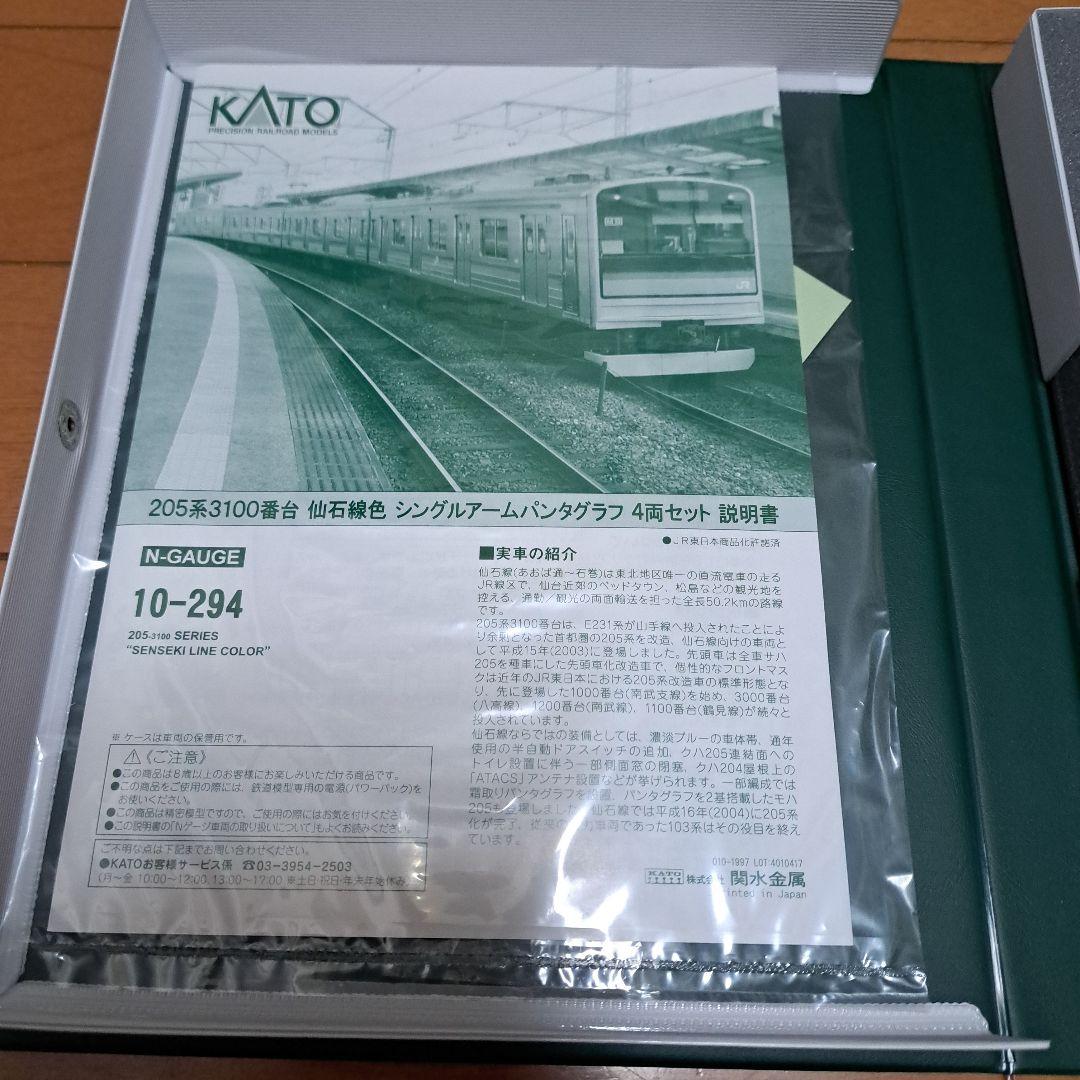 KATO
PRECISION RAILROAD MODELS
205系3100番台 仙石線色 シングルアームパンタグラフ 4両セット 説明書
●JR東日本商品化許諾済
N-GAUGE
10-294
205-3100 SERIES
"SENSEKI LINE COLOR"
※ ケースは車両の保管用です。
⚠《ご注意》
●この商品は8歳以上のお客様にお楽しみいただける商品です。
●この商品をご使用の際には、鉄道模型専用の電源(パワーパック)を
お使いください。
●この商品は精密模型ですので、ご使用の際にはお気を付けください。
●この説明書の「Nゲージ車両の取り扱いについて」もよくお読みください。
ご不明な点は下記までお問い合わせください。
●KATOお客様サービス係 ☎03-3954-2503
(月～金 10:00～12:00, 13:00～17:00 ※土日・祝日・年末年始休み)
■実車の紹介
仙石線(あおば通～石巻)は東北地区唯一の直流電車の走る
JR線区で、仙台近郊のベッドタウン、松島などの観光地を
控える、通勤／観光の両面輸送を担った全長50.2kmの路線
です。
205系3100番台は、E231系が山手線へ投入されたことによ
り余剰となった首都圏の205系を改造、仙石線向けの車両と
して平成15年(2003)に登場しました。先頭車は全車サハ
205を種車にした先頭車化改造車で、個性的なフロントマス
クは近年のJR東日本における205系改造車の標準形態とな
り、先に登場した1000番台(南武支線)を始め、3000番台
(八高線)、1200番台(南武線)、1100番台(鶴見線)が続々と
投入されています。
仙石線ならではの装備としては、濃淡ブルーの車体帯、通年
使用の半自動ドアスイッチの追加、クハ205連結面への
トイレ設置に伴う一部側面窓の閉塞、クハ204屋根上の
「ATACS」アンテナ設置などが挙げられます。一部編成では
霜取りパンタグラフを設置、パンタグラフを2基搭載したモハ
205も登場しました。仙石線では平成16年(2004)に205系
化が完了、従来の 車両であった103系はその役目を終え
ています。
010-1997 LOT 4010417
KATO 株式会社 関水金属
Printed in Japan
JR